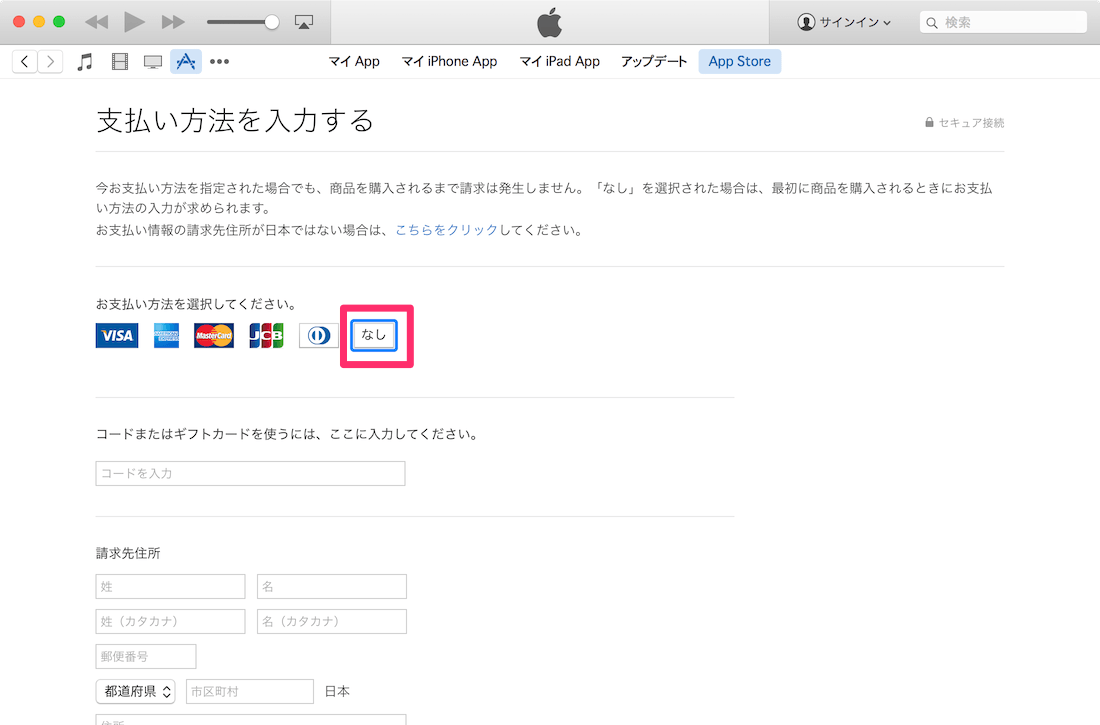 サインイン
検索
マイ App マイ iPhone App マイ iPad App アップデート App Store
支払い方法を入力する
セキュア接続
今お支払い方法を指定された場合でも、商品を購入されるまで請求は発生しません。「なし」を選択された場合は、最初に商品を購入されるときにお支払
い方法の入力が求められます。
お支払い情報の請求先住所が日本ではない場合は、こちらをクリックしてください。
お支払い方法を選択してください。
VISA AMERICAN EXPRESS MasterCard JCB なし
コードまたはギフトカードを使うには、ここに入力してください。
コードを入力
請求先住所
姓 名
姓（カタカナ） 名（カタカナ）
郵便番号
都道府県 市区町村 日本
住所